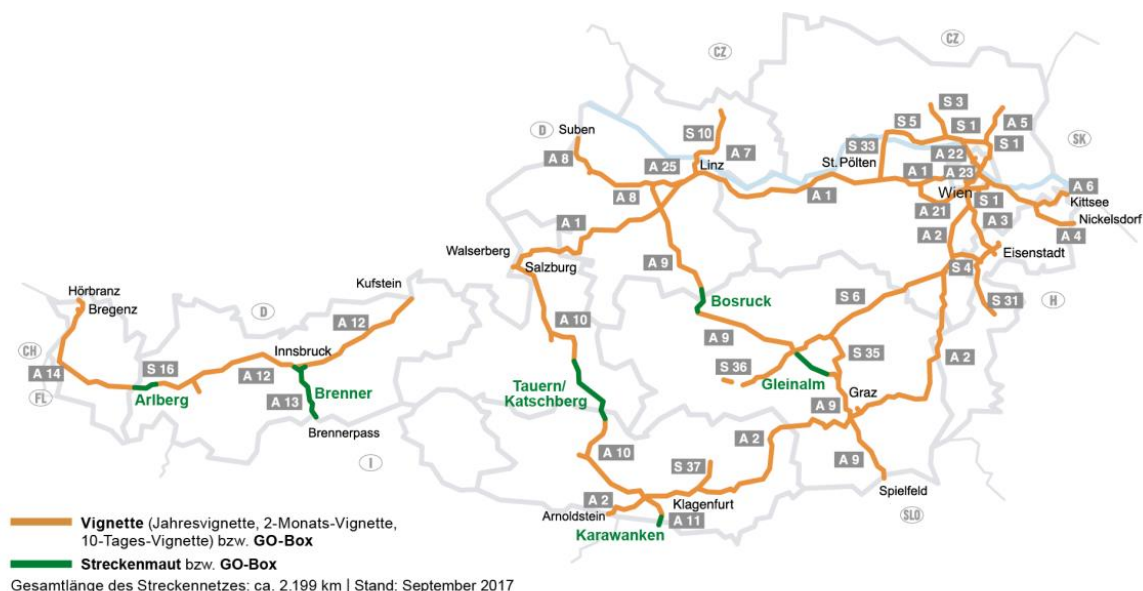 CZ
CZ
S 3
S 5
S 1
A 5
D
Suben
S 10
S 33
S 1
SK
A 8
A 7
A 22
A 25
Linz
St. Pölten
A 1
A 23
A 8
A 1
Wien
S 1
A 6
Kittsee
A 21
A 3
Nickelsdorf
A 1
A 2
A 4
Walserberg
Salzburg
A 9
Eisenstadt
S 4
Kufstein
Hörbranz
Bregenz
D
Bosruck
S 6
S 31
H
A 12
A 10
A 9
CH
Innsbruck
S 35
A 2
A 14
S 16
A 12
S 36
Gleinalm
FL
Arlberg
Brenner
A 13
Tauern/
Katschberg
Graz
A 9
Brennerpass
A 2
I
A 10
S 37
A 9
A 2
Klagenfurt
Spielfeld
Arnoldstein
A 11
SLO
Karawanken
Vignette (Jahresvignette, 2-Monats-Vignette,
10-Tages-Vignette) bzw. GO-Box
Streckenmaut bzw. GO-Box
Gesamtlänge des Streckennetzes: ca. 2.199 km | Stand: September 2017